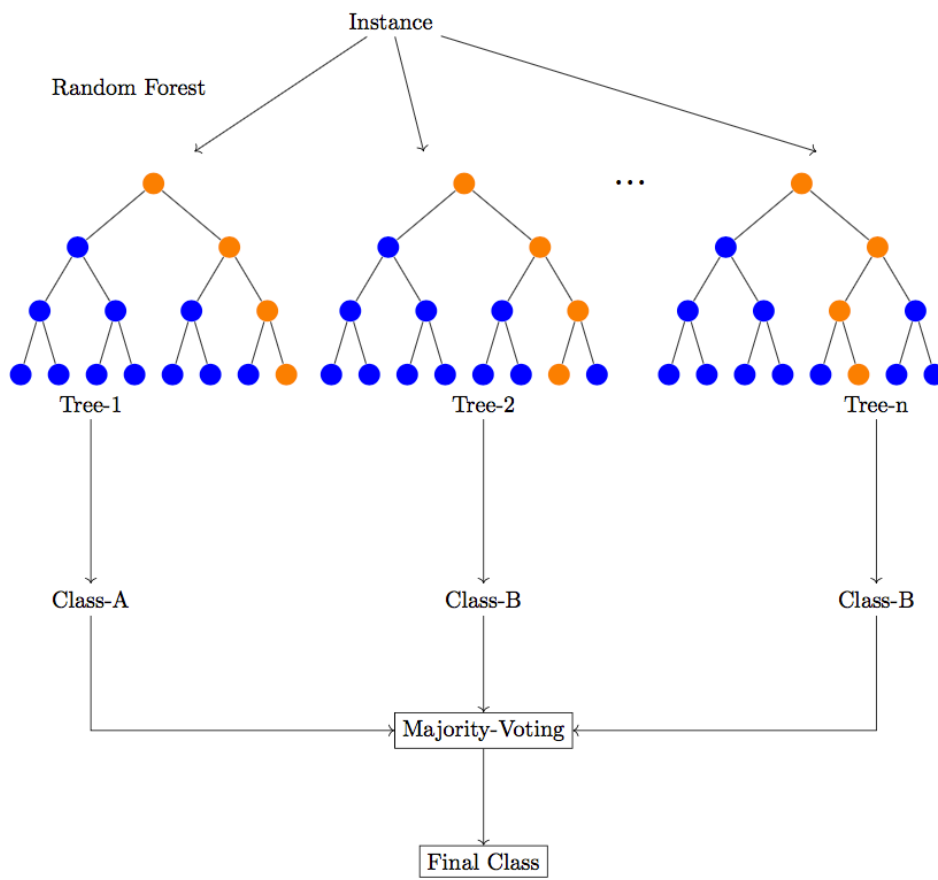 Instance
Random Forest
...
Tree-1
Tree-2
Tree-n
Class-A
Class-B
Class-B
Majority-Voting
Final Class